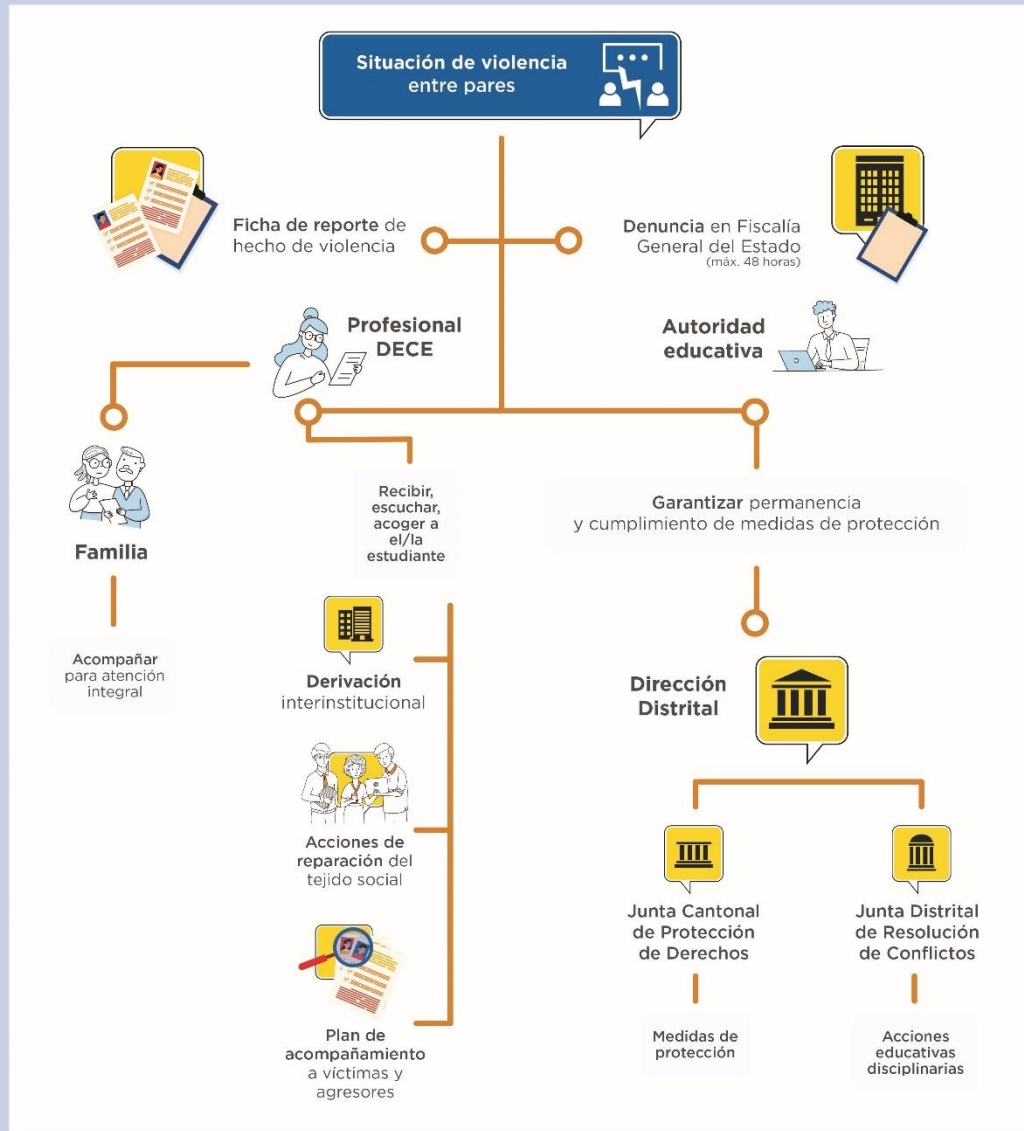 Situación de violencia
entre pares
Ficha de reporte de
hecho de violencia
Denuncia en Fiscalía
General del Estado
(máx. 48 horas)
Profesional
DECE
Autoridad
educativa
Familia
Acompañar
para atención
integral
Recibir,
escuchar,
acoger a
el/la
estudiante
Derivación
interinstitucional
Acciones de
reparación del
tejido social
Plan de
acompañamiento
a víctimas y
agresores
Garantizar permanencia
y cumplimiento de medidas de protección
Dirección
Distrital
Junta Cantonal
de Protección
de Derechos
Medidas de
protección
Junta Distrital
de Resolución
de Conflictos
Acciones
educativas
disciplinarias